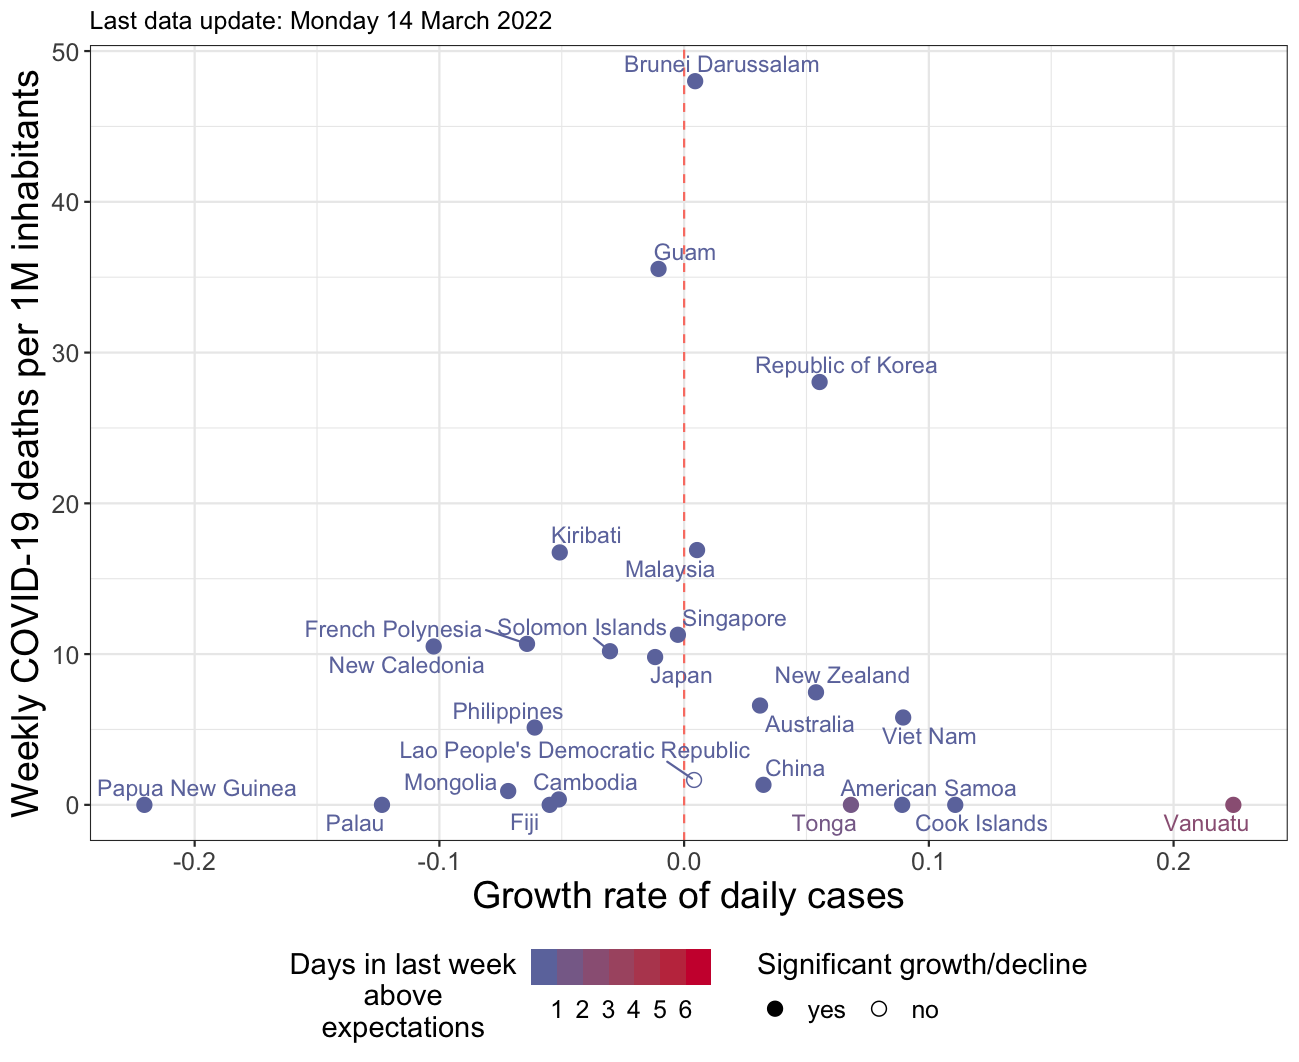 Last data update: Monday 14 March 2022
Weekly COVID-19 deaths per 1M inhabitants
50
40
30
20
10
0
Brunei Darussalam
Guam
Republic of Korea
Kiribati
Malaysia
Singapore
French Polynesia
Solomon Islands
New Caledonia
Japan
New Zealand
Philippines
Australia
Viet Nam
Lao People's Democratic Republic
China
Mongolia
Cambodia
Papua New Guinea
American Samoa
Palau
Fiji
Tonga
Cook Islands
Vanuatu
-0.2 -0.1 0.0 0.1 0.2
Growth rate of daily cases
Days in last week
above
expectations
1 2 3 4 5 6
Significant growth/decline
yes no